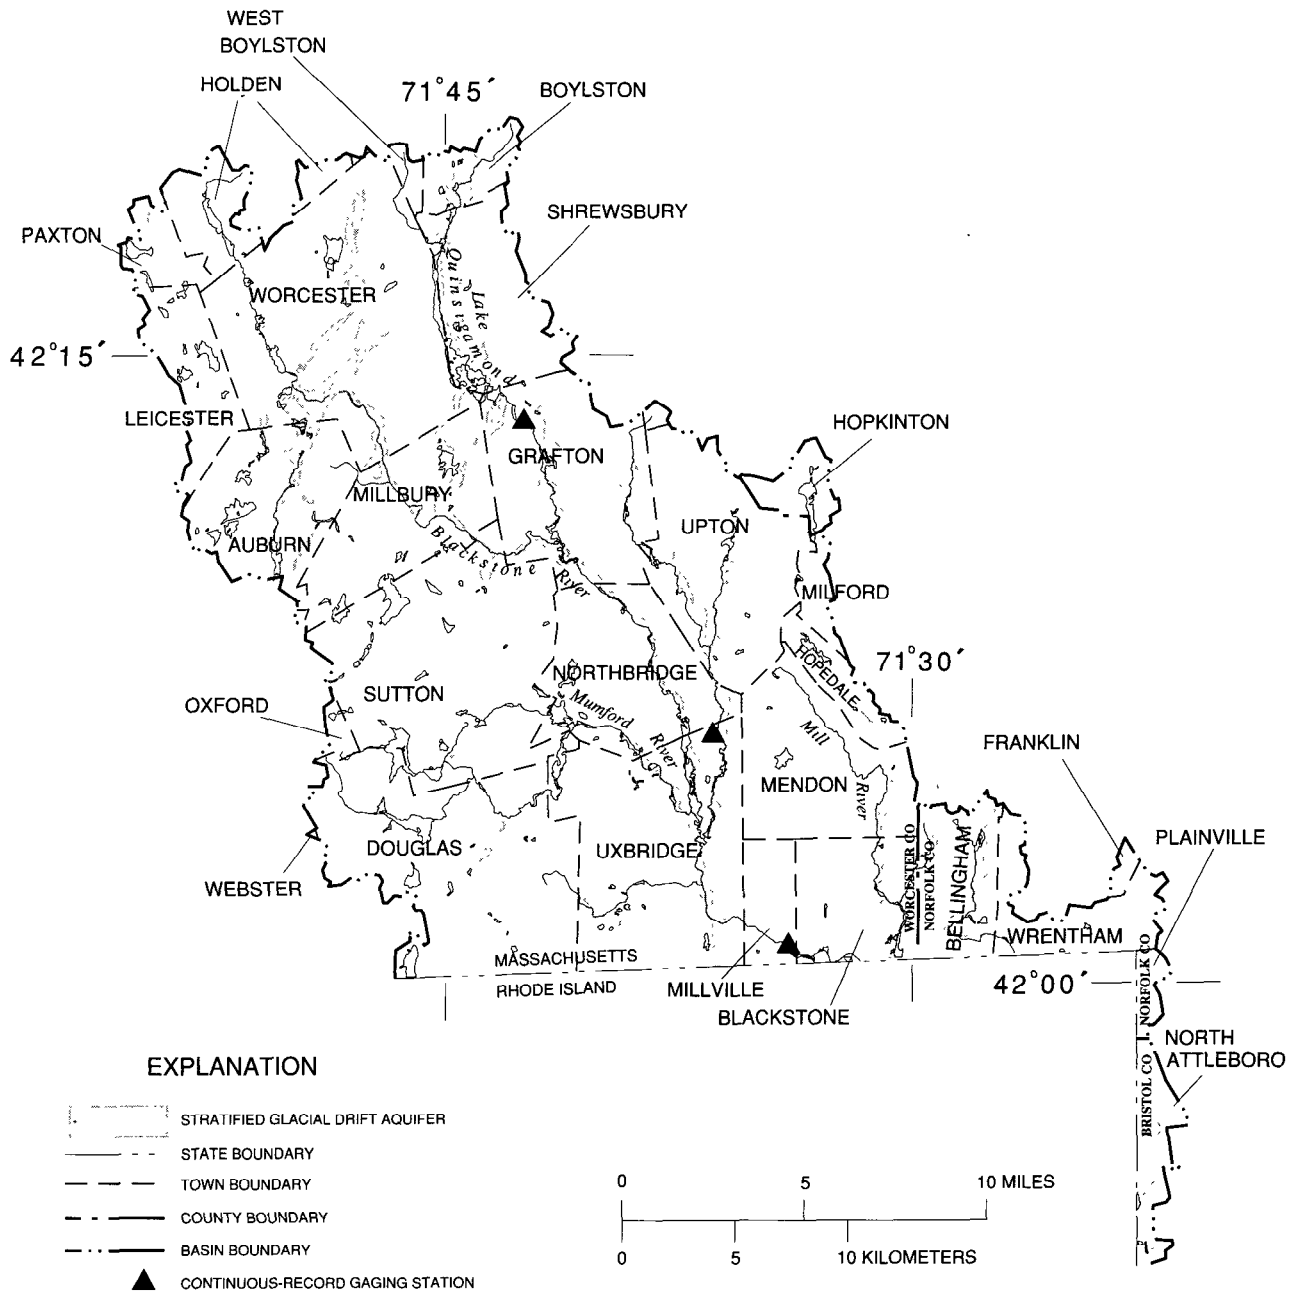 WEST
BOYLSTON
HOLDEN
71°45´
BOYLSTON
PAXTON
SHREWSBURY
WORCESTER
Lake
Quinsigamond
42°15´
LEICESTER
HOPKINTON
GRAFTON
MILLBURY
UPTON
AUBURN
Blackstone
River
MILFORD
71°30´
HOPEDALE
NORTHBRIDGE
SUTTON
OXFORD
Mumford
River
Mill
River
FRANKLIN
MENDON
PLAINVILLE
DOUGLAS
UXBRIDGE
WORCESTER CO
NORFOLK CO
BELLINGHAM
WEBSTER
WRENTHAM
MASSACHUSETTS
RHODE ISLAND
MILLVILLE
BLACKSTONE
42°00´
NORFOLK CO
BRISTOL CO
NORTH
ATTLEBORO
EXPLANATION
STRATIFIED GLACIAL DRIFT AQUIFER
STATE BOUNDARY
TOWN BOUNDARY
COUNTY BOUNDARY
BASIN BOUNDARY
CONTINUOUS-RECORD GAGING STATION
0 5 10 MILES
0 5 10 KILOMETERS